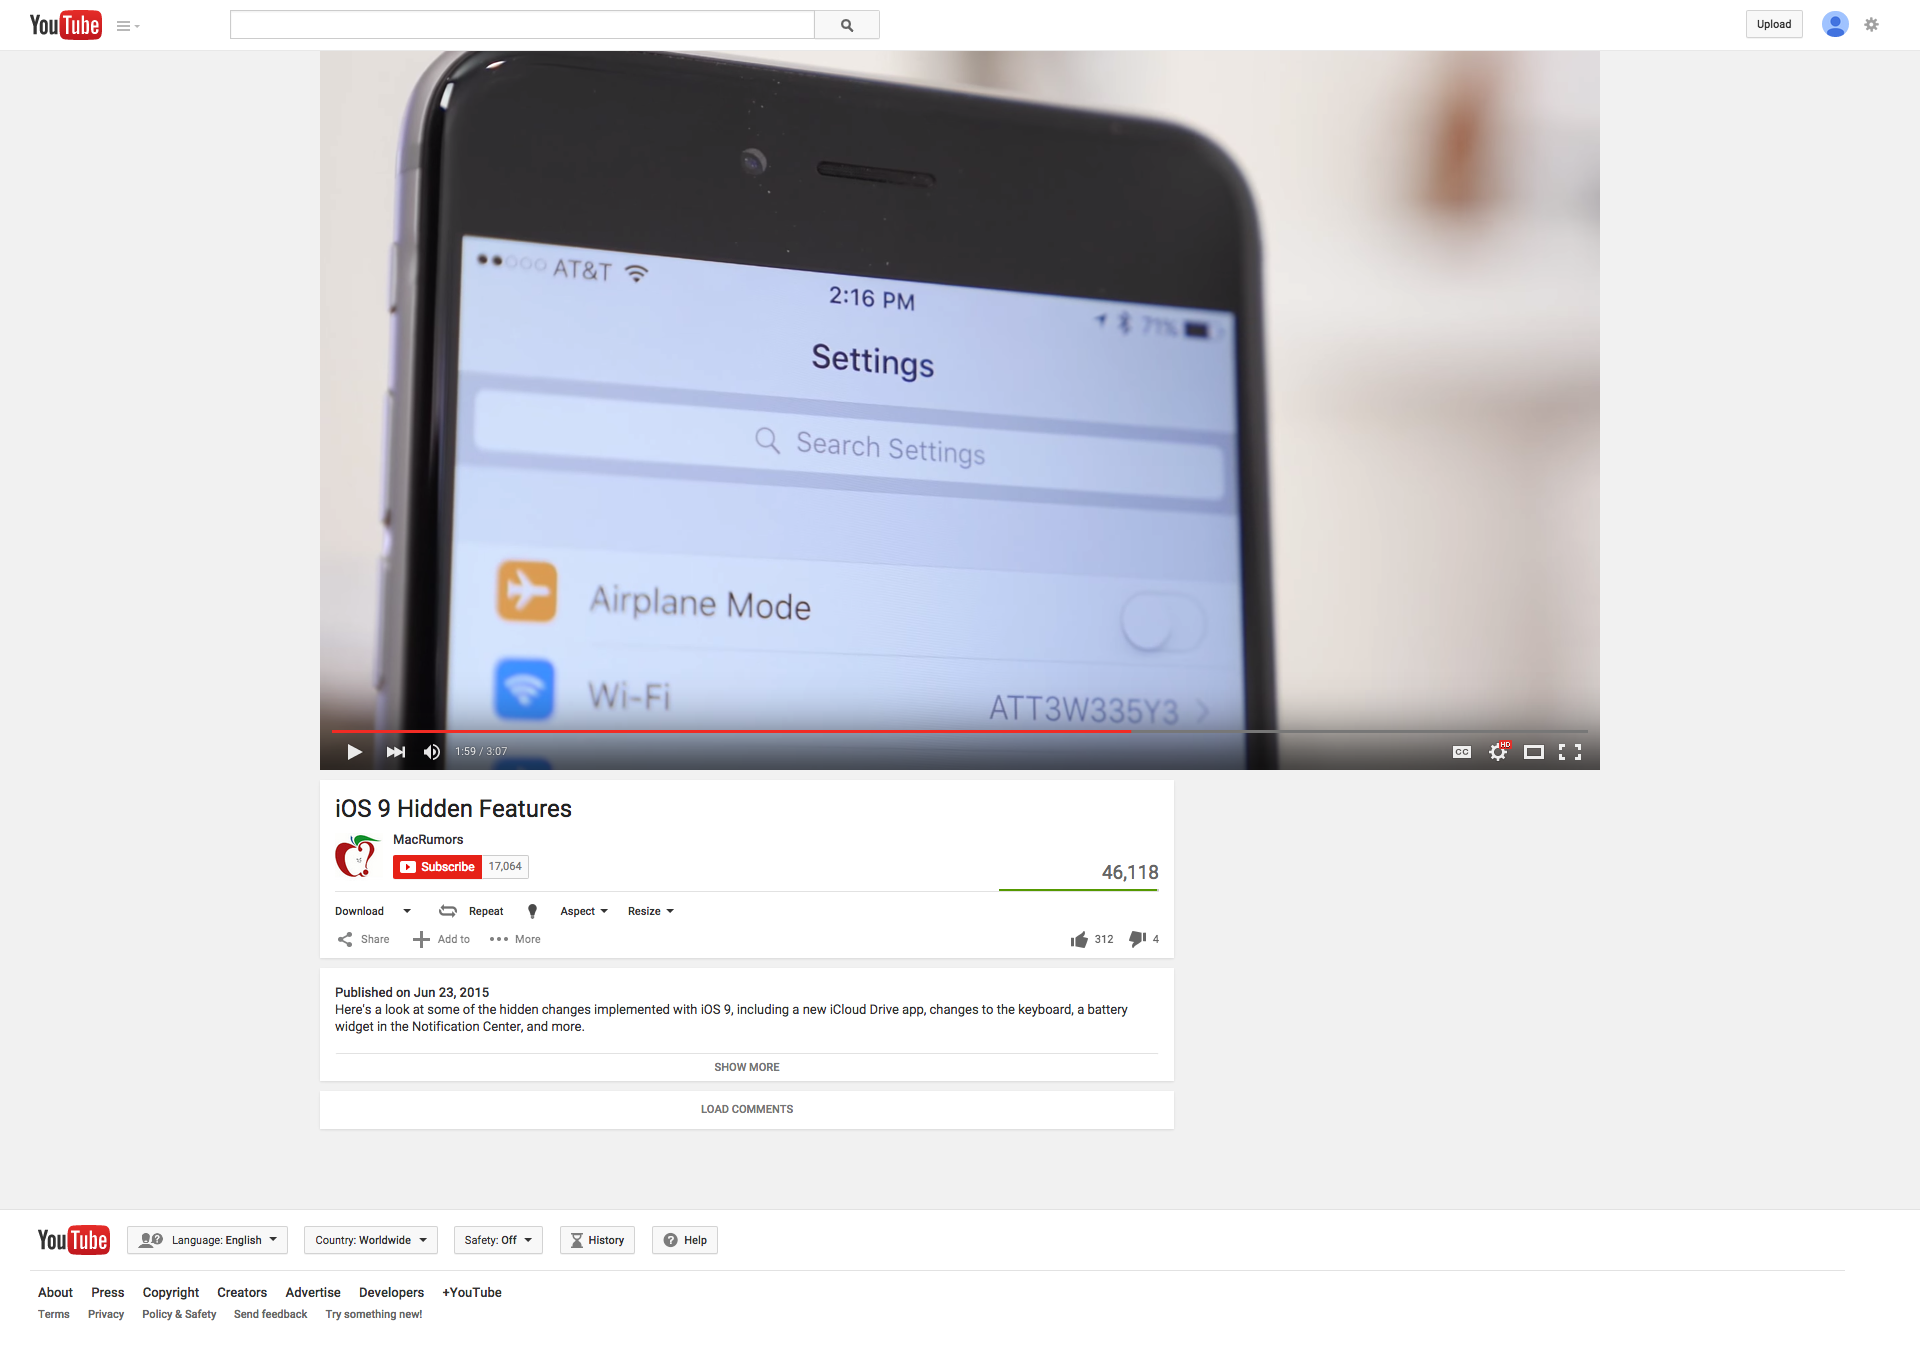 YouTube
Upload
AT&T
2:16 PM
71%
Settings
Search Settings
Airplane Mode
Wi-Fi
ATT3W335Y3
1:59 / 3:07
CC
HD
iOS 9 Hidden Features
MacRumors
Subscribe 17,064
46,118
Download Repeat Aspect Resize
Share Add to More
312 4
Published on Jun 23, 2015
Here's a look at some of the hidden changes implemented with iOS 9, including a new iCloud Drive app, changes to the keyboard, a battery
widget in the Notification Center, and more.
SHOW MORE
LOAD COMMENTS
YouTube Language: English Country: Worldwide Safety: Off History Help
About Press Copyright Creators Advertise Developers +YouTube
Terms Privacy Policy & Safety Send feedback Try something new!